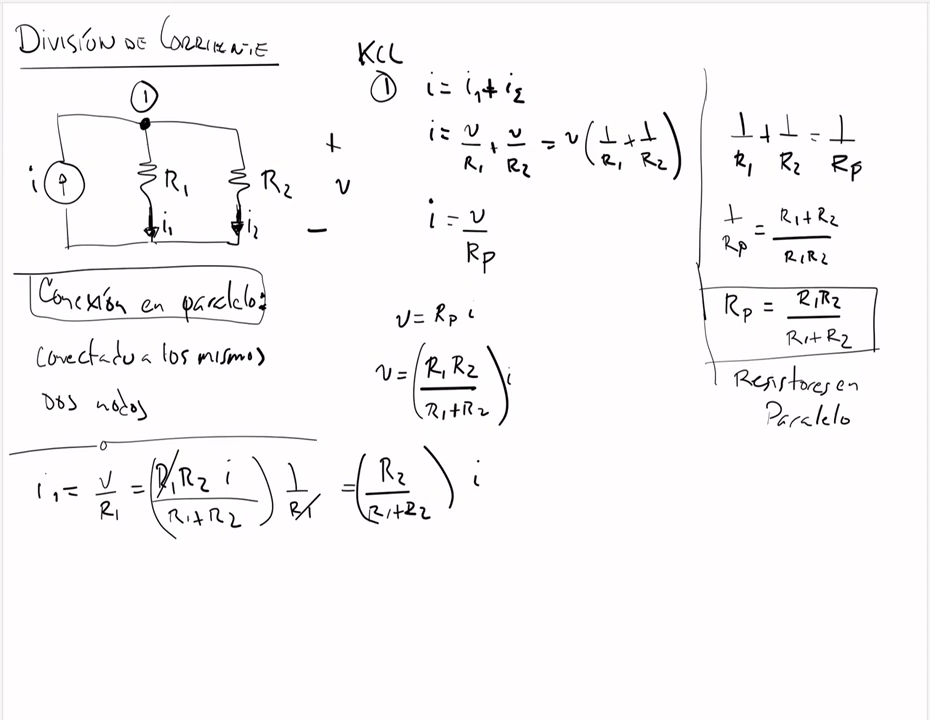 DIVISIÓN DE CORRIENTE
1
i
R1
R2
i1
i2
+
v
-
KCL
① i = i1 + i2
i = v/R1 + v/R2 = v(1/R1 + 1/R2)
i = v/Rp
v = Rp i
v = (R1R2/(R1+R2)) i
1/R1 + 1/R2 = 1/Rp
1/Rp = (R1+R2)/(R1R2)
Rp = R1R2/(R1+R2)
Resistores en
Paralelo
Conexión en paralelo:
Conectado a los mismos
Dos nodos
i1 = v/R1 = (R1R2 i/(R1+R2)) 1/R1 = (R2/(R1+R2)) i